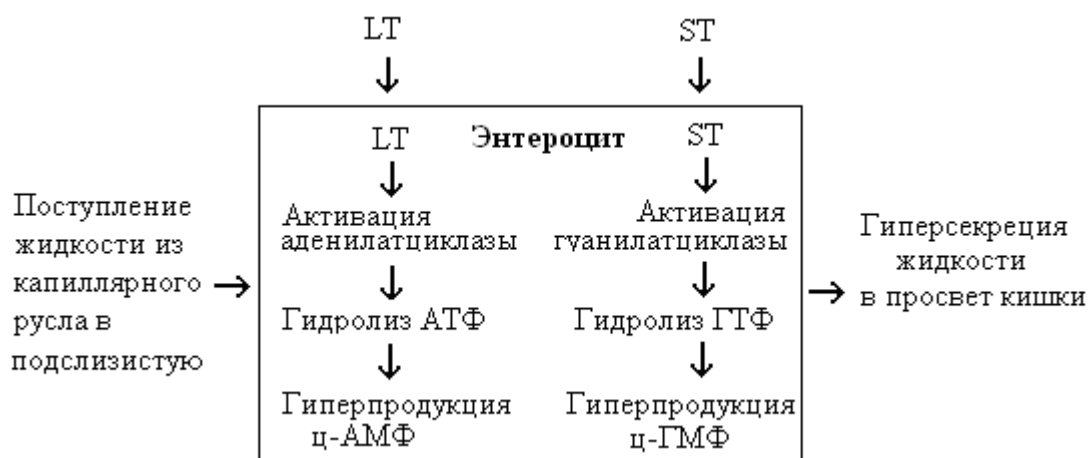 LT
ST
LT
Энтероцит
ST
Поступление
жидкости из
капиллярного
русла в
подслизистую
Активация
аденилатциклазы
Гидролиз АТФ
Гиперпродукция
ц-АМФ
Активация
гуанилатциклазы
Гидролиз ГТФ
Гиперпродукция
ц-ГМФ
Гиперсекреция
жидкости
в просвет кишки